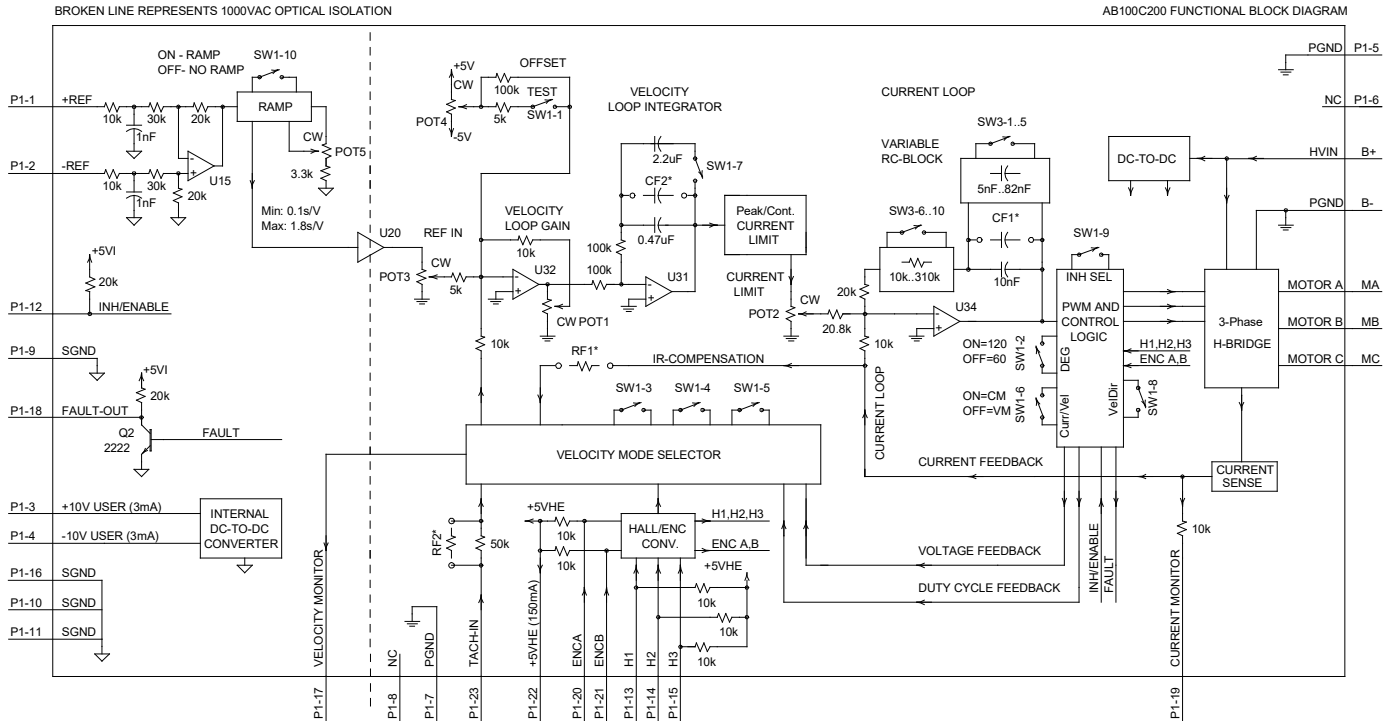 BROKEN LINE REPRESENTS 1000VAC OPTICAL ISOLATION
AB100C200 FUNCTIONAL BLOCK DIAGRAM
ON - RAMP
OFF- NO RAMP
SW1-10
RAMP
P1-1
+REF
10k
30k
20k
1nF
CW
POT5
3.3k
P1-2
-REF
10k
30k
U15
1nF
20k
Min: 0.1s/V
Max: 1.8s/V
U20
+5VI
20k
P1-12
INH/ENABLE
P1-9
SGND
+5VI
20k
P1-18
FAULT-OUT
Q2
2222
FAULT
P1-3
+10V USER (3mA)
P1-4
-10V USER (3mA)
INTERNAL
DC-TO-DC
CONVERTER
P1-16
SGND
P1-10
SGND
P1-11
SGND
+5V
CW
POT4
-5V
OFFSET
100k
TEST
SW1-1
5k
REF IN
CW
POT3
5k
VELOCITY
LOOP GAIN
10k
U32
CW POT1
10k
VELOCITY
LOOP INTEGRATOR
2.2uF
SW1-7
CF2*
0.47uF
100k
100k
U31
Peak/Cont.
CURRENT
LIMIT
CURRENT
LIMIT
CW
POT2
20.8k
CURRENT LOOP
VARIABLE
RC-BLOCK
SW3-1..5
5nF..82nF
SW3-6..10
CF1*
10k..310k
10nF
20k
U34
10k
CURRENT LOOP
RF1*
IR-COMPENSATION
SW1-3
SW1-4
SW1-5
VELOCITY MODE SELECTOR
SW1-9
INH SEL
PWM AND
CONTROL
LOGIC
ON=120
OFF=60
SW1-2
DEG
ON=CM
OFF=VM
SW1-6
Curr/Vel
VelDir
SW1-8
H1,H2,H3
ENC A,B
DC-TO-DC
3-Phase
H-BRIDGE
PGND
P1-5
NC
P1-6
HVIN
B+
PGND
B-
MOTOR A
MA
MOTOR B
MB
MOTOR C
MC
CURRENT FEEDBACK
CURRENT
SENSE
10k
VOLTAGE FEEDBACK
DUTY CYCLE FEEDBACK
INH/ENABLE
FAULT
CURRENT MONITOR
P1-19
RF2*
50k
+5VHE
10k
10k
HALL/ENC
CONV.
H1,H2,H3
ENC A,B
+5VHE
10k
10k
10k
VELOCITY MONITOR
P1-17
NC
P1-8
PGND
P1-7
TACH-IN
P1-23
+5VHE (150mA)
P1-22
ENCA
P1-20
ENCB
P1-21
H1
P1-13
H2
P1-14
H3
P1-15